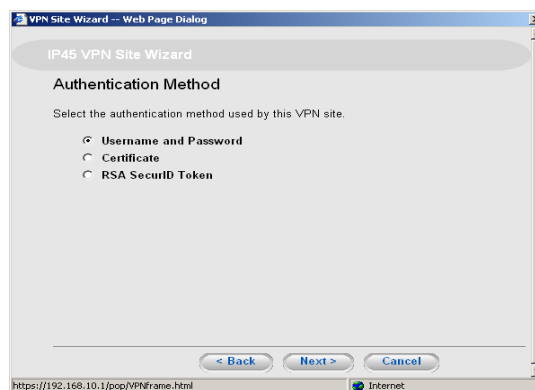 VPN Site Wizard -- Web Page Dialog
IP45 VPN Site Wizard
Authentication Method
Select the authentication method used by this VPN site.
Username and Password
Certificate
RSA SecurID Token
< Back Next > Cancel
https://192.168.10.1/pop/VPNframe.html Internet